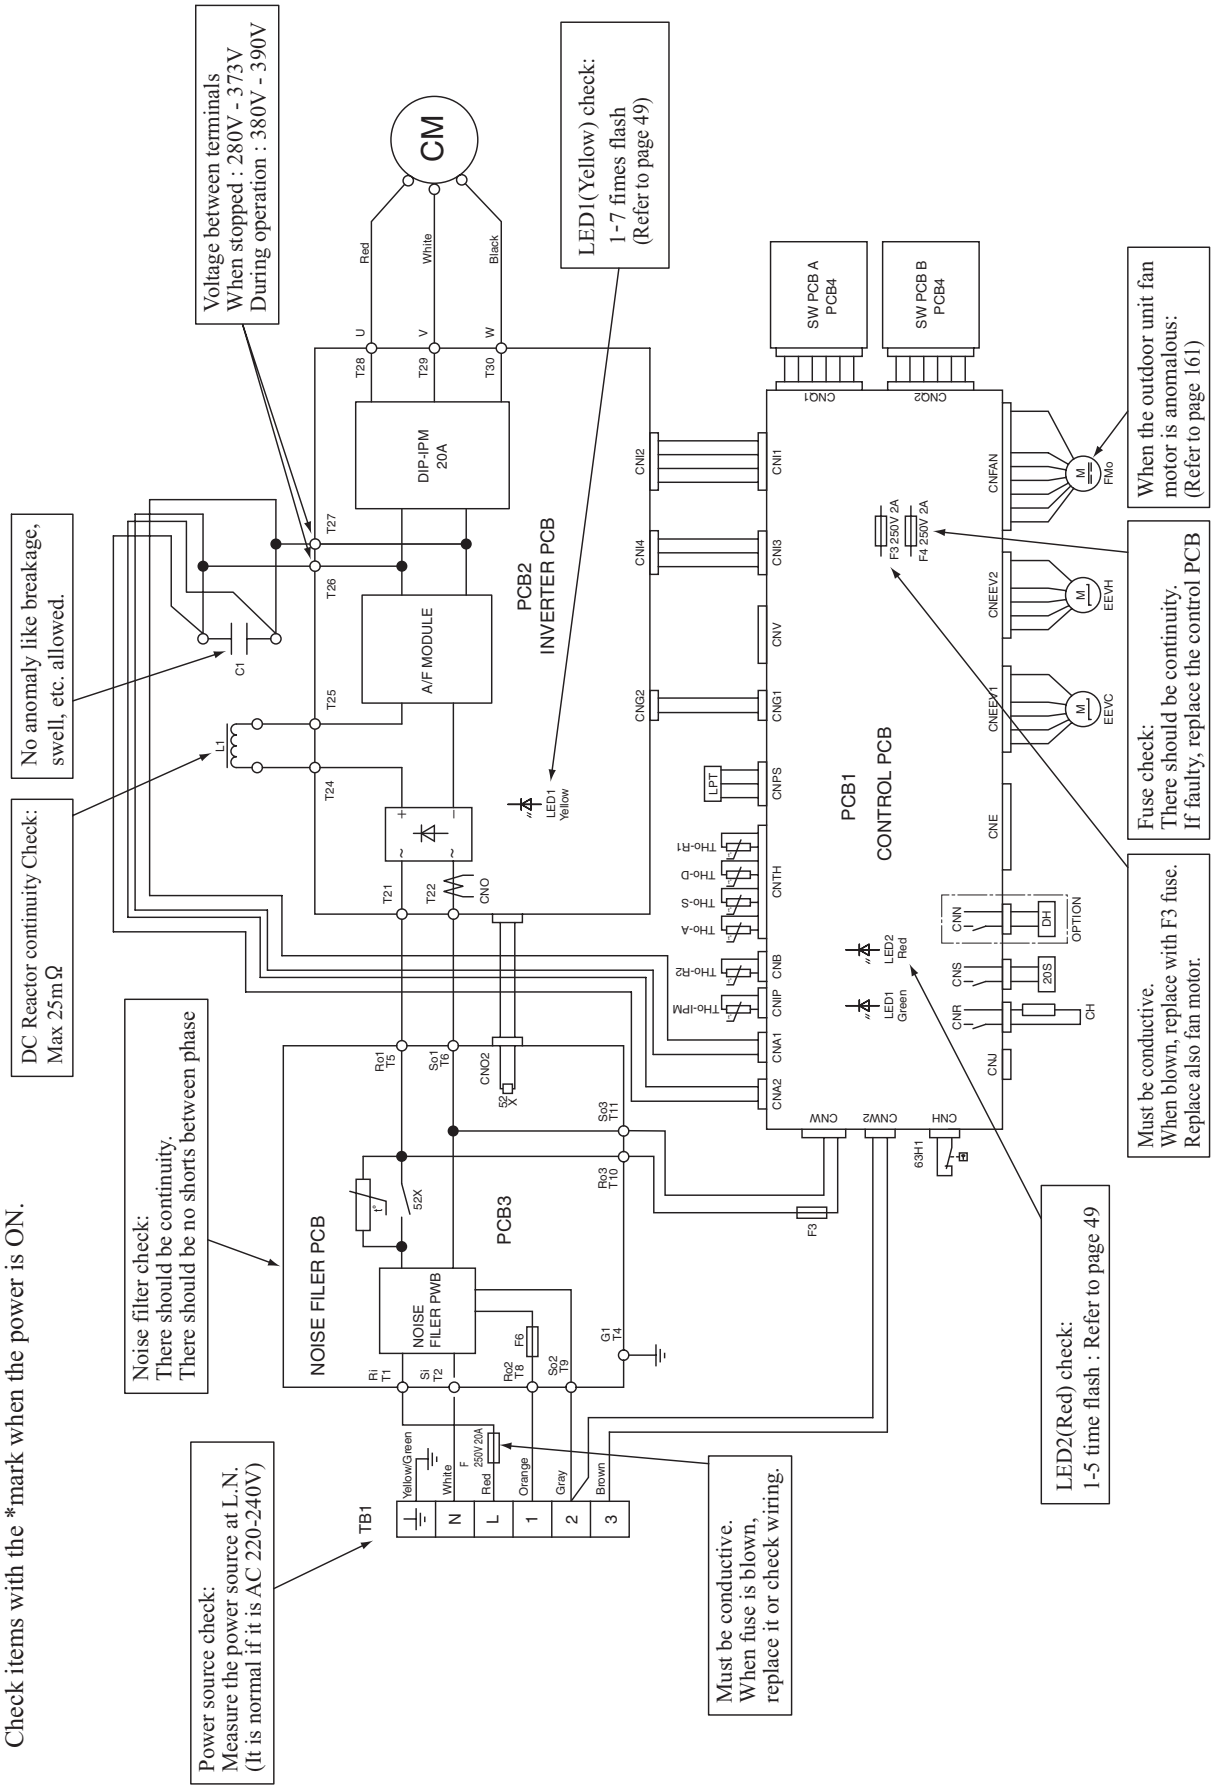 Check items with the *mark when the power is ON.
Power source check:
Measure the power source at L.N.
(It is normal if it is AC 220-240V)
Noise filter check:
There should be continuity.
There should be no shorts between phase
DC Reactor continuity Check:
Max 25mΩ
No anomaly like breakage,
swell, etc. allowed.
Voltage between terminals
When stopped : 280V - 373V
During operation : 380V - 390V
LED1(Yellow) check:
1-7 fimes flash
(Refer to page 49)
TB1
N
L
1
2
3
Yellow/Green
White
F
250V 20A
Red
Orange
Gray
Brown
Must be conductive.
When fuse is blown,
replace it or check wiring.
NOISE FILER PCB
PCB3
NOISE
FILER PWB
Ri
T1
Si
T2
Ro2
T8
So2
T9
F6
G1
T4
t°
52X
Ro1
T5
So1
T6
CNO2
52
X
So3
T11
Ro3
T10
F3
PCB2
INVERTER PCB
T21
T22
CNO
+
−
~
~
T24
L1
T25
C1
T26
T27
A/F MODULE
DIP-IPM
20A
LED1
Yellow
T28
T29
T30
U
V
W
Red
White
Black
CM
CNG2
CNI4
CNI2
PCB1
CONTROL PCB
CNA2
CNA1
CNIP
CNB
CNTH
CNPS
CNG1
CNV
CNI3
CNI1
THo-IPM
THo-R2
THo-A
THo-S
THo-D
THo-R1
t°
t°
t°
t°
t°
t°
LPT
CNW
CNW2
CNH
63H1
P
LED1
Green
LED2
Red
CNJ
CNR
CNS
CNN
CNE
CNEEV1
CNEEV2
CNFAN
CH
20S
DH
OPTION
M
EEVC
M
EEVH
M
FMo
F3 250V 2A
F4 250V 2A
CNQ1
CNQ2
SW PCB A
PCB4
SW PCB B
PCB4
LED2(Red) check:
1-5 time flash : Refer to page 49
Must be conductive.
When blown, replace with F3 fuse.
Replace also fan motor.
Fuse check:
There should be continuity.
If faulty, replace the control PCB
When the outdoor unit fan
motor is anomalous:
(Refer to page 161)